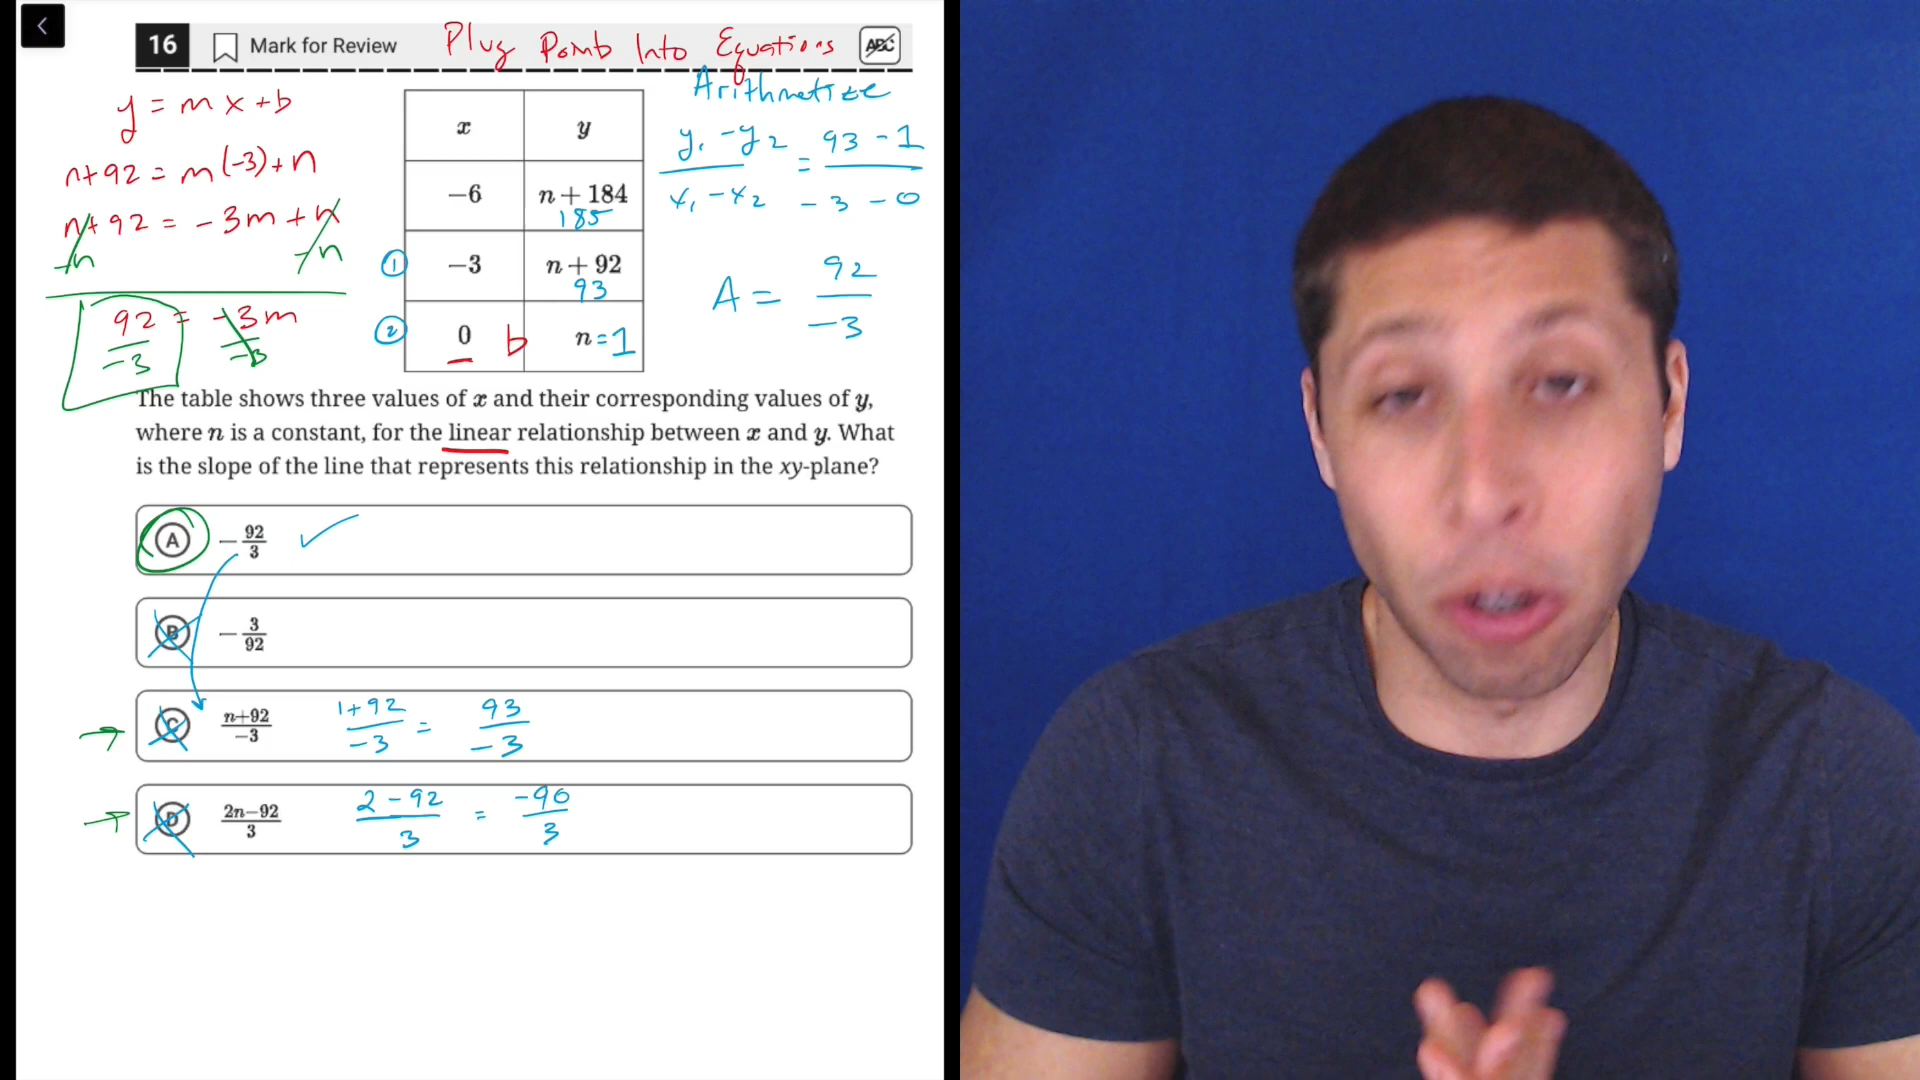 16 Mark for Review Plug Points Into Equations ABC
Arithmetize
y = mx + b
n+92 = m(-3) + n
n+92 = -3m + n
-n -n
92 = -3m
-3 -3
x y
-6 n + 184
185
① -3 n + 92
93
② 0 b n = 1
y₁ - y₂ = 93 - 1
x₁ - x₂ -3 - 0
A = 92
-3
The table shows three values of x and their corresponding values of y,
where n is a constant, for the linear relationship between x and y. What
is the slope of the line that represents this relationship in the xy-plane?
A -92/3 ✓
B -3/92
→ C n+92/-3 1+92/-3 = 93/-3
→ D 2n-92/3 2-92/3 = -90/3